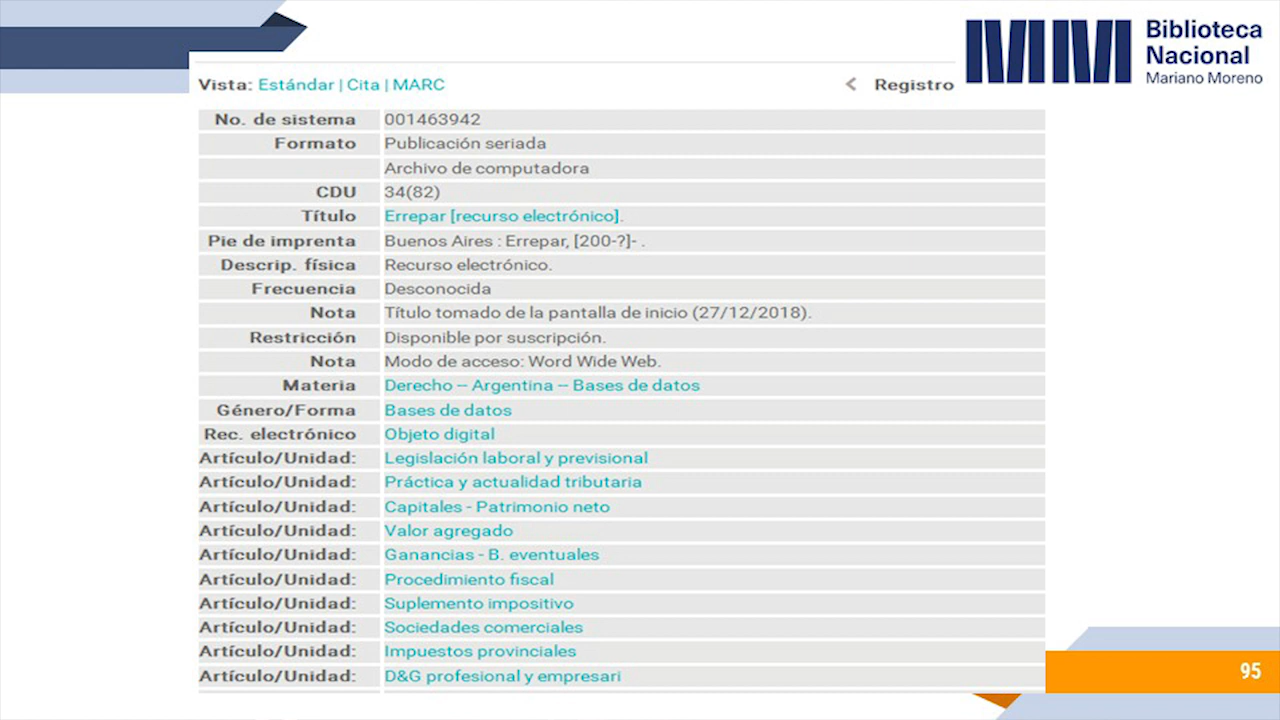 Biblioteca
Nacional
Mariano Moreno
Vista: Estándar | Cita | MARC < Registro
No. de sistema 001463942
Formato Publicación seriada
Archivo de computadora
CDU 34(82)
Título Errepar [recurso electrónico].
Pie de imprenta Buenos Aires : Errepar, [200-?]- .
Descrip. física Recurso electrónico.
Frecuencia Desconocida
Nota Título tomado de la pantalla de inicio (27/12/2018).
Restricción Disponible por suscripción.
Nota Modo de acceso: Word Wide Web.
Materia Derecho -- Argentina -- Bases de datos
Género/Forma Bases de datos
Rec. electrónico Objeto digital
Artículo/Unidad: Legislación laboral y previsional
Artículo/Unidad: Práctica y actualidad tributaria
Artículo/Unidad: Capitales - Patrimonio neto
Artículo/Unidad: Valor agregado
Artículo/Unidad: Ganancias - B. eventuales
Artículo/Unidad: Procedimiento fiscal
Artículo/Unidad: Suplemento impositivo
Artículo/Unidad: Sociedades comerciales
Artículo/Unidad: Impuestos provinciales
Artículo/Unidad: D&G profesional y empresari
95